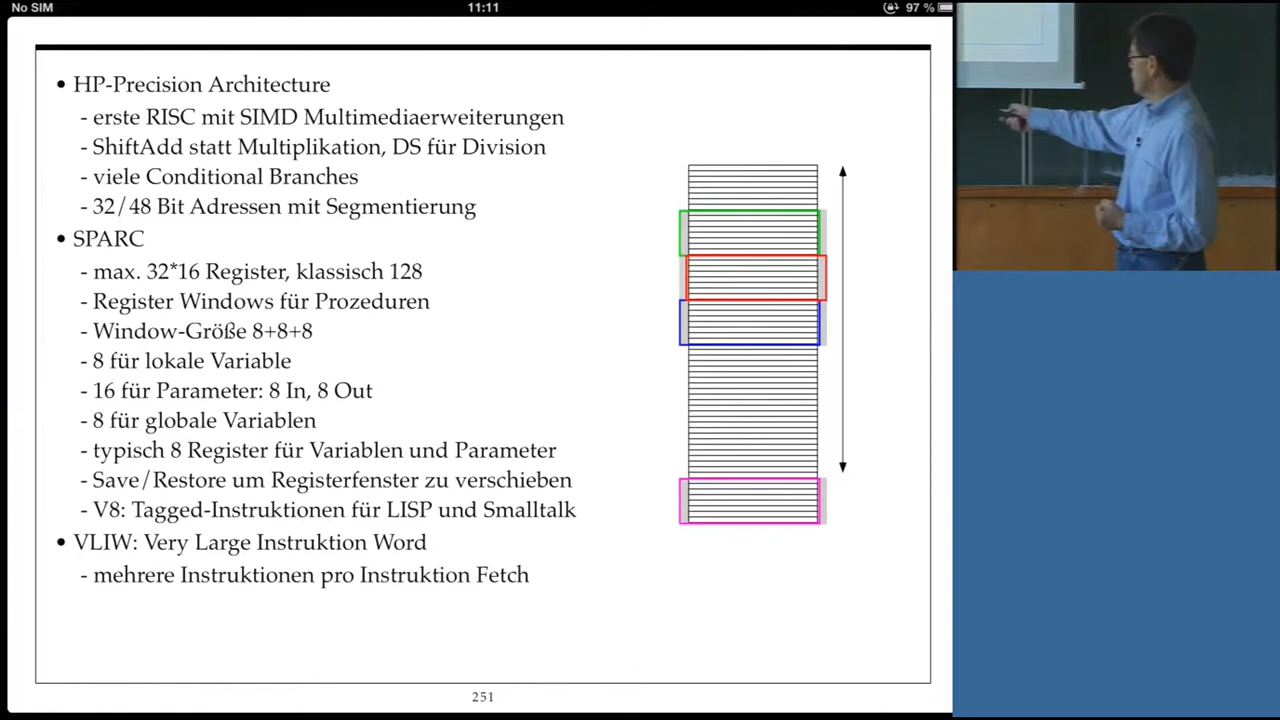 No SIM 11:11 97 %
• HP-Precision Architecture
- erste RISC mit SIMD Multimediaerweiterungen
- ShiftAdd statt Multiplikation, DS für Division
- viele Conditional Branches
- 32/48 Bit Adressen mit Segmentierung
• SPARC
- max. 32*16 Register, klassisch 128
- Register Windows für Prozeduren
- Window-Größe 8+8+8
- 8 für lokale Variable
- 16 für Parameter: 8 In, 8 Out
- 8 für globale Variablen
- typisch 8 Register für Variablen und Parameter
- Save/Restore um Registerfenster zu verschieben
- V8: Tagged-Instruktionen für LISP und Smalltalk
• VLIW: Very Large Instruktion Word
- mehrere Instruktionen pro Instruktion Fetch
251